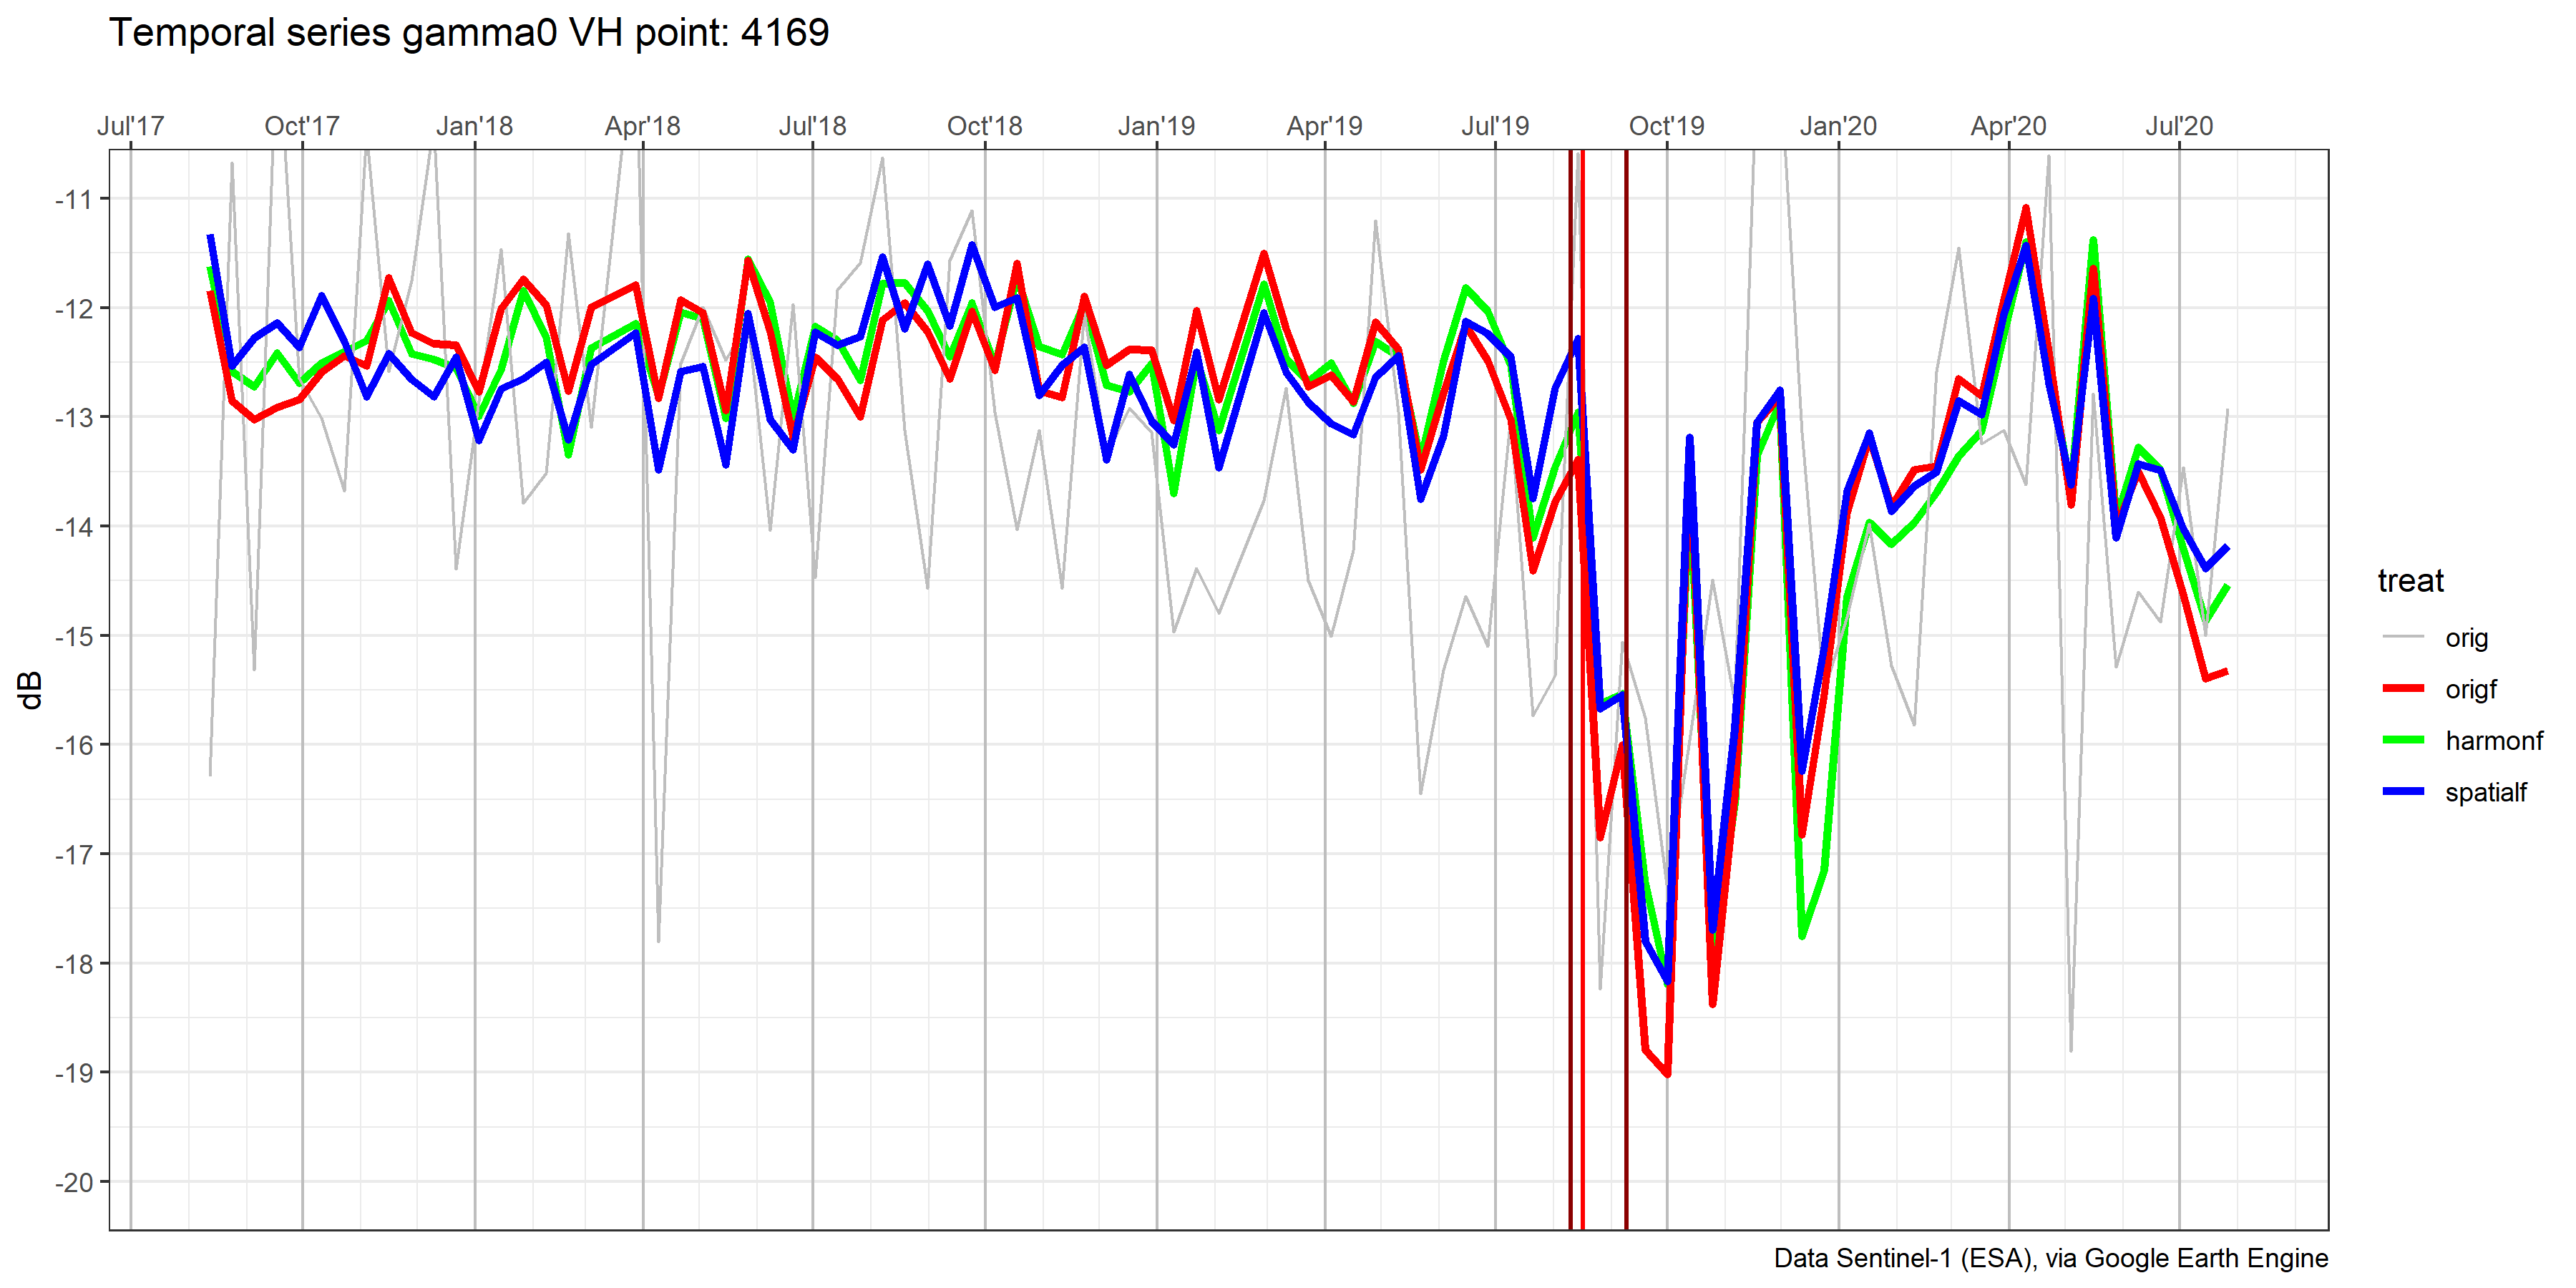 Temporal series gamma0 VH point: 4169
Jul'17 Oct'17 Jan'18 Apr'18 Jul'18 Oct'18 Jan'19 Apr'19 Jul'19 Oct'19 Jan'20 Apr'20 Jul'20
-11
-12
-13
-14
-15
-16
-17
-18
-19
-20
dB
treat
orig
origf
harmonf
spatialf
Data Sentinel-1 (ESA), via Google Earth Engine